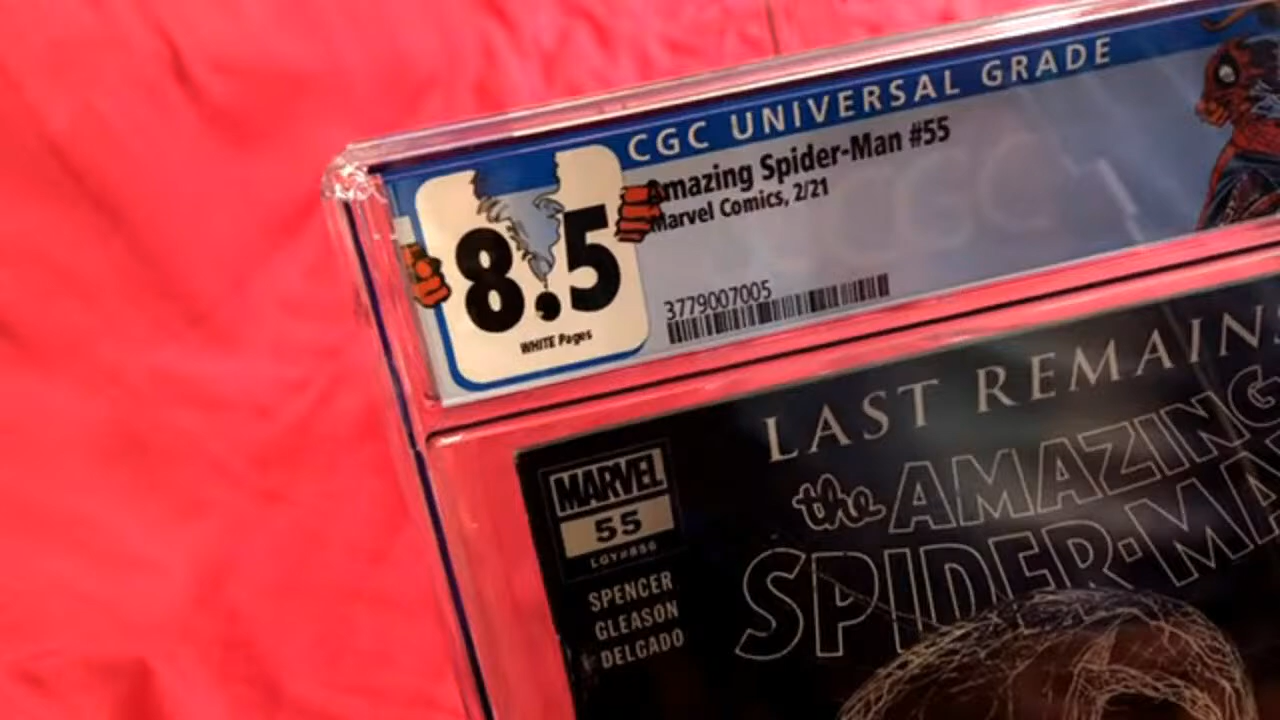 CGC UNIVERSAL GRADE
Amazing Spider-Man #55
Marvel Comics, 2/21
8.5
WHITE Pages
3779007005
LAST REMAINS
the AMAZING
SPIDER-MA
MARVEL
55
LGY#856
SPENCER
GLEASON
DELGADO